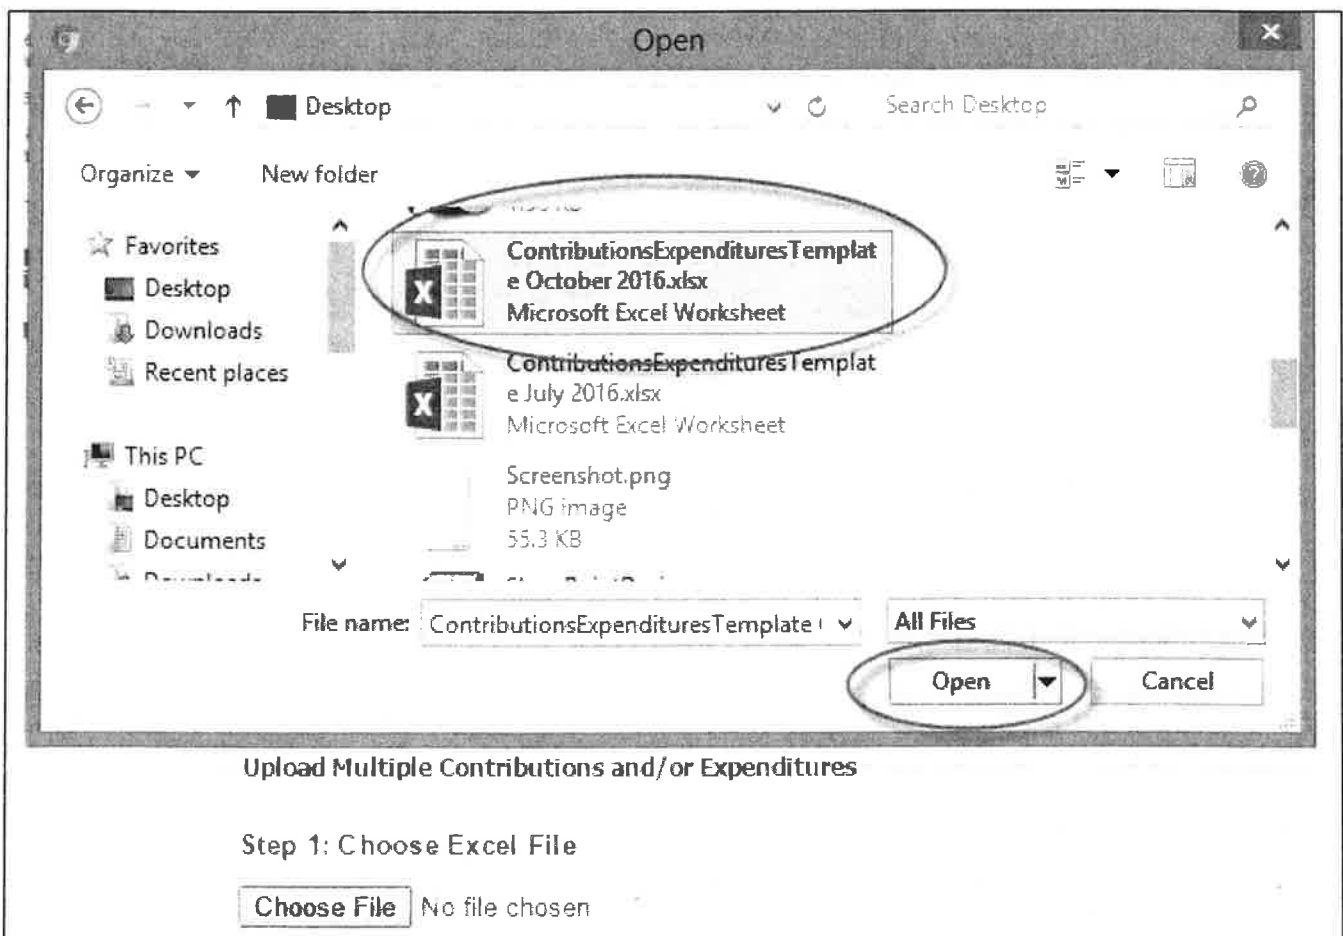 Open
Desktop
Search Desktop
Organize
New folder
Favorites
Desktop
Downloads
Recent places
This PC
Desktop
Documents
Downloads
ContributionsExpendituresTemplat
e October 2016.xlsx
Microsoft Excel Worksheet
ContributionsExpendituresTemplat
e July 2016.xlsx
Microsoft Excel Worksheet
Screenshot.png
PNG image
55.3 KB
File name: ContributionsExpendituresTemplate
All Files
Open
Cancel
Upload Multiple Contributions and/or Expenditures
Step 1: Choose Excel File
Choose File No file chosen